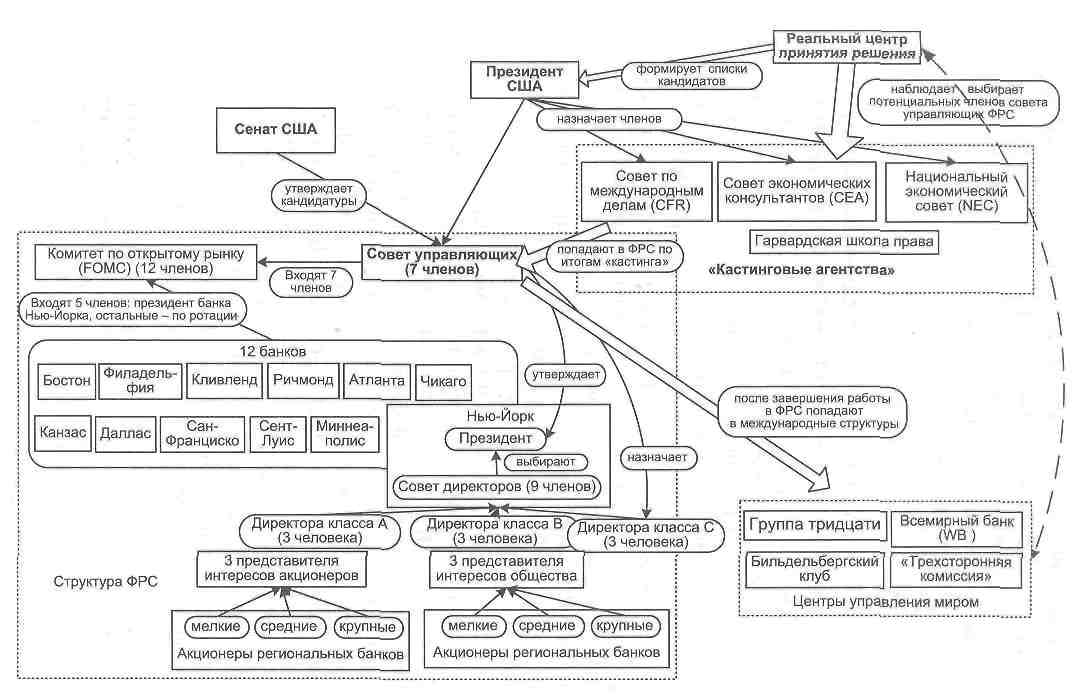 Реальный центр
принятия решения
Президент
США
формирует списки
кандидатов
наблюдает выбирает
потенциальных членов совета
управляющих ФРС
Сенат США
назначает членов
утверждает
кандидатуры
Совет по
международным
делам (CFR)
Совет экономических
консультантов (CEA)
Национальный
экономический
совет (NEC)
Гарвардская школа права
«Кастинговые агентства»
Комитет по открытому рынку
(FOMC) (12 членов)
Совет управляющих
(7 членов)
попадают в ФРС по
итогам «кастинга»
Входят 7
членов
Входят 5 членов: президент банка
Нью-Йорка, остальные – по ротации
12 банков
Бостон
Филадель-
фия
Кливленд
Ричмонд
Атланта
Чикаго
Канзас
Даллас
Сан-
Франциско
Сент-
Луис
Миннеа-
полис
Нью-Йорк
Президент
выбирают
Совет директоров (9 членов)
утверждает
назначает
после завершения работы
в ФРС попадают
в международные структуры
Директора класса А
(3 человека)
Директора класса В
(3 человека)
Директора класса С
(3 человека)
3 представителя
интересов акционеров
3 представителя
интересов общества
Структура ФРС
мелкие
средние
крупные
Акционеры региональных банков
мелкие
средние
крупные
Акционеры региональных банков
Группа тридцати
Всемирный банк
(WB )
Бильдельбергский
клуб
«Трехсторонняя
комиссия»
Центры управления миром